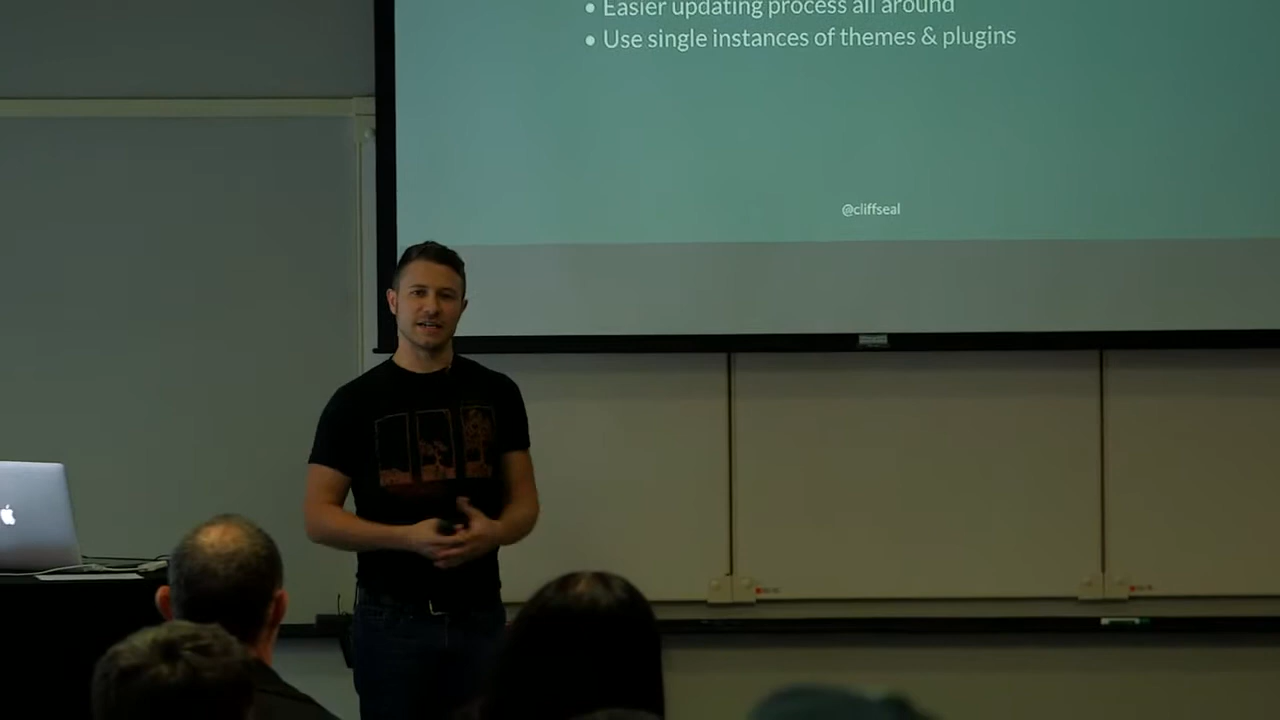 • Easier updating process all around
• Use single instances of themes & plugins
@cliffseal